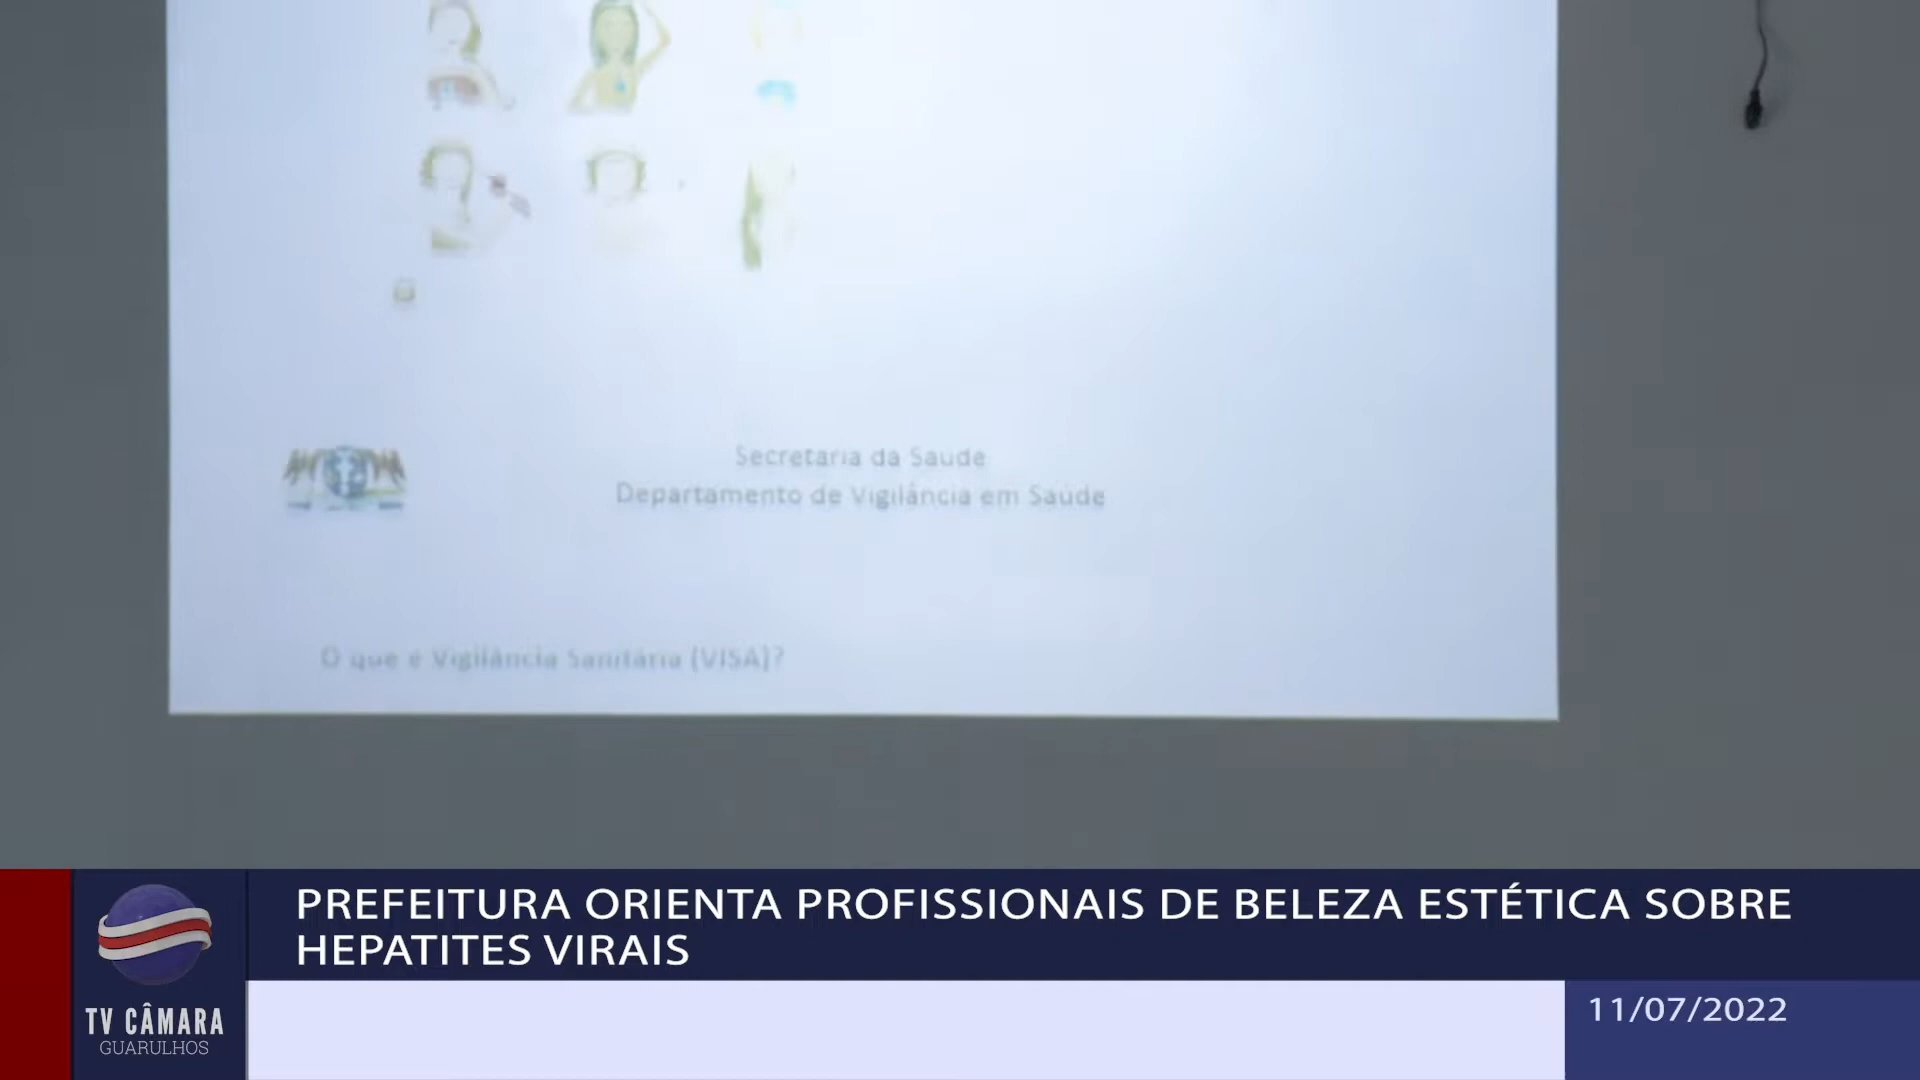 Secretaria da Saude
Departamento de Vigilância em Saúde
O que é Vigilância Sanitária (VISA)?
PREFEITURA ORIENTA PROFISSIONAIS DE BELEZA ESTÉTICA SOBRE
HEPATITES VIRAIS
TV CÂMARA
GUARULHOS
11/07/2022